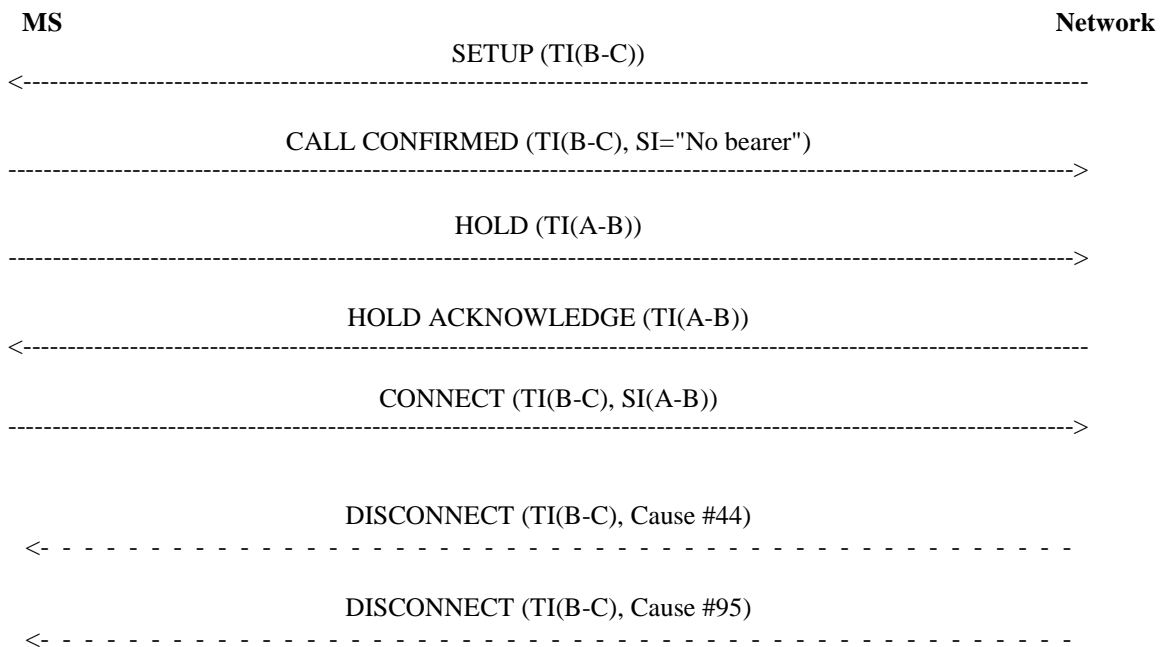 MS Network
SETUP (TI(B-C))
<------------------------------------------------------------------------------------------------------------------------
CALL CONFIRMED (TI(B-C), SI="No bearer")
------------------------------------------------------------------------------------------------------------------------>
HOLD (TI(A-B))
------------------------------------------------------------------------------------------------------------------------>
HOLD ACKNOWLEDGE (TI(A-B))
<------------------------------------------------------------------------------------------------------------------------
CONNECT (TI(B-C), SI(A-B))
------------------------------------------------------------------------------------------------------------------------>
DISCONNECT (TI(B-C), Cause #44)
<- - - - - - - - - - - - - - - - - - - - - - - - - - - - - - - - - - - - - - - - - - - - - - - -
DISCONNECT (TI(B-C), Cause #95)
<- - - - - - - - - - - - - - - - - - - - - - - - - - - - - - - - - - - - - - - - - - - - - - - -